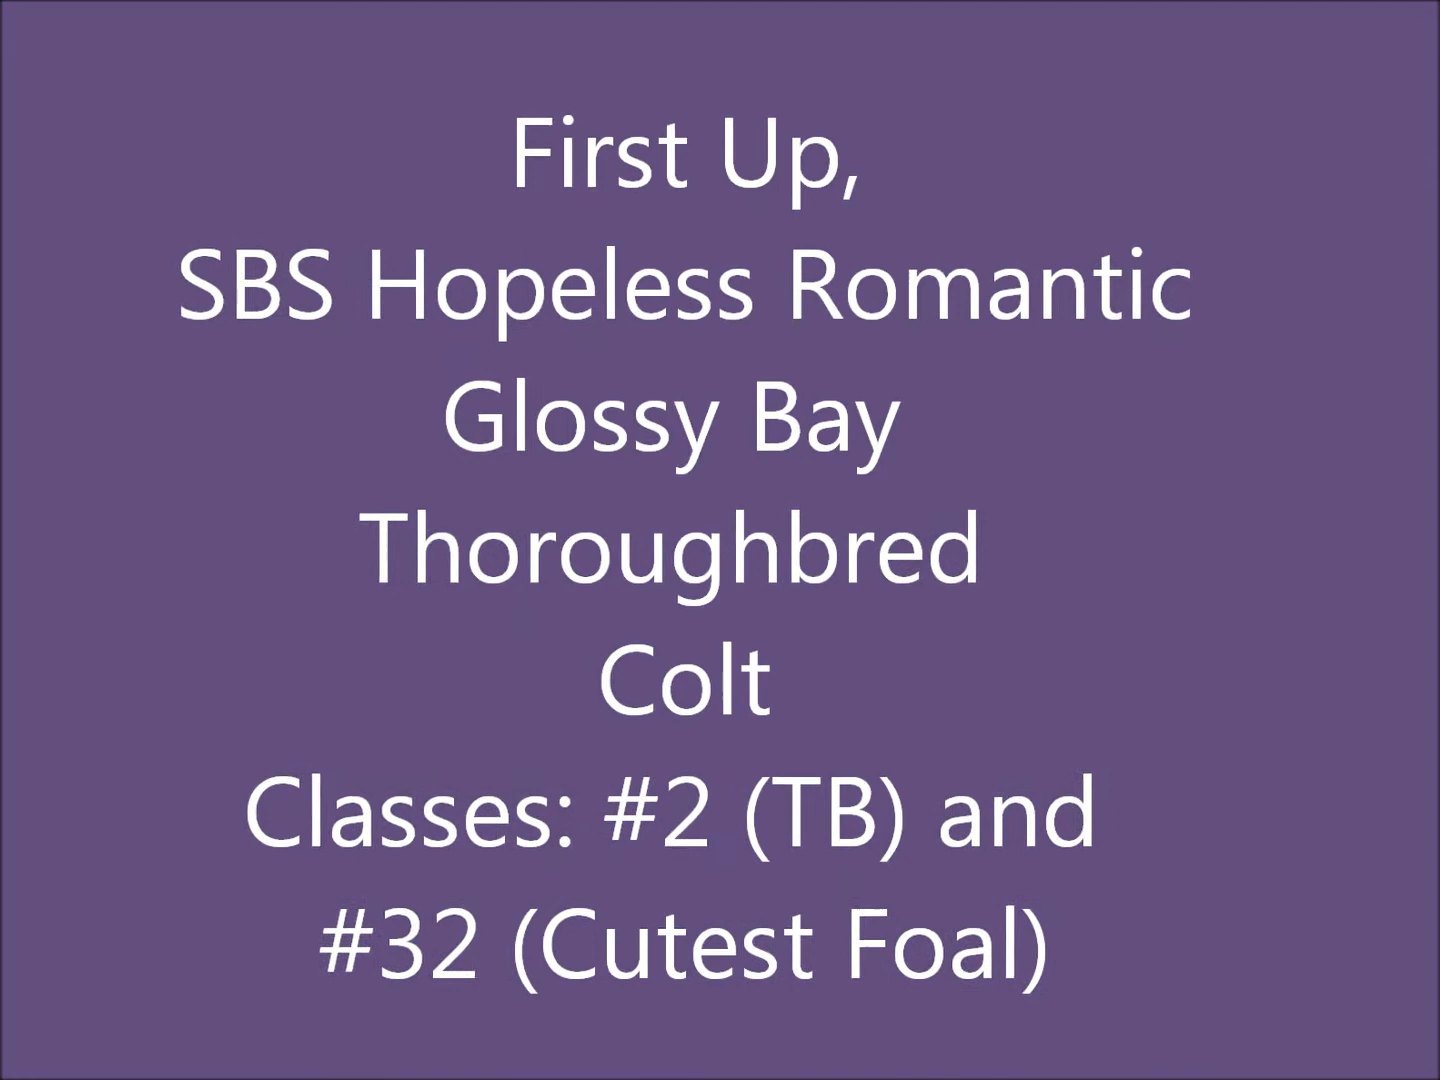 First Up,
SBS Hopeless Romantic
Glossy Bay
Thoroughbred
Colt
Classes: #2 (TB) and
#32 (Cutest Foal)